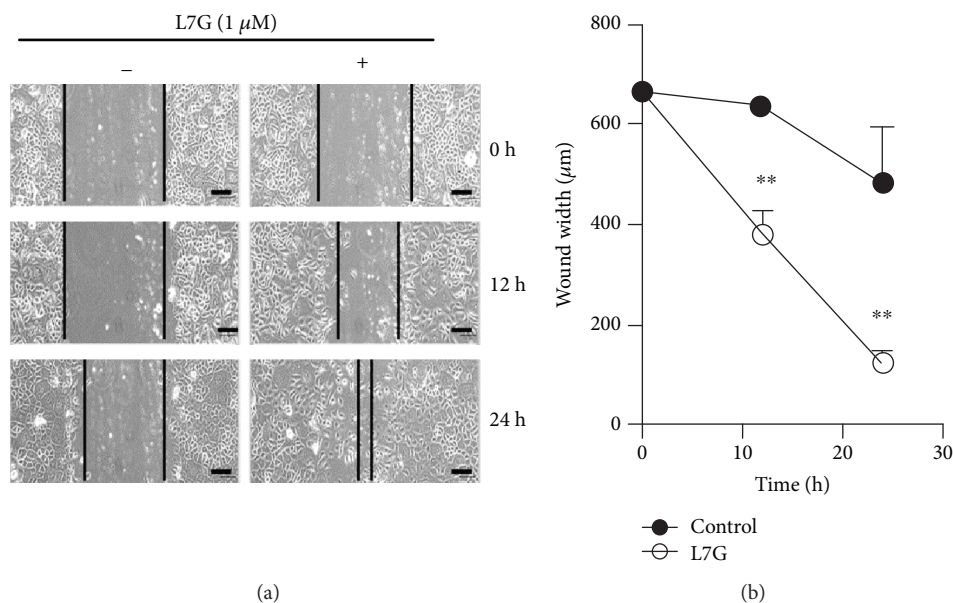 L7G (1 μM)
− +
0 h
12 h
24 h
(a)
Wound width (μm)
800
600
400
200
0
**
**
0 10 20 30
Time (h)
Control
L7G
(b)